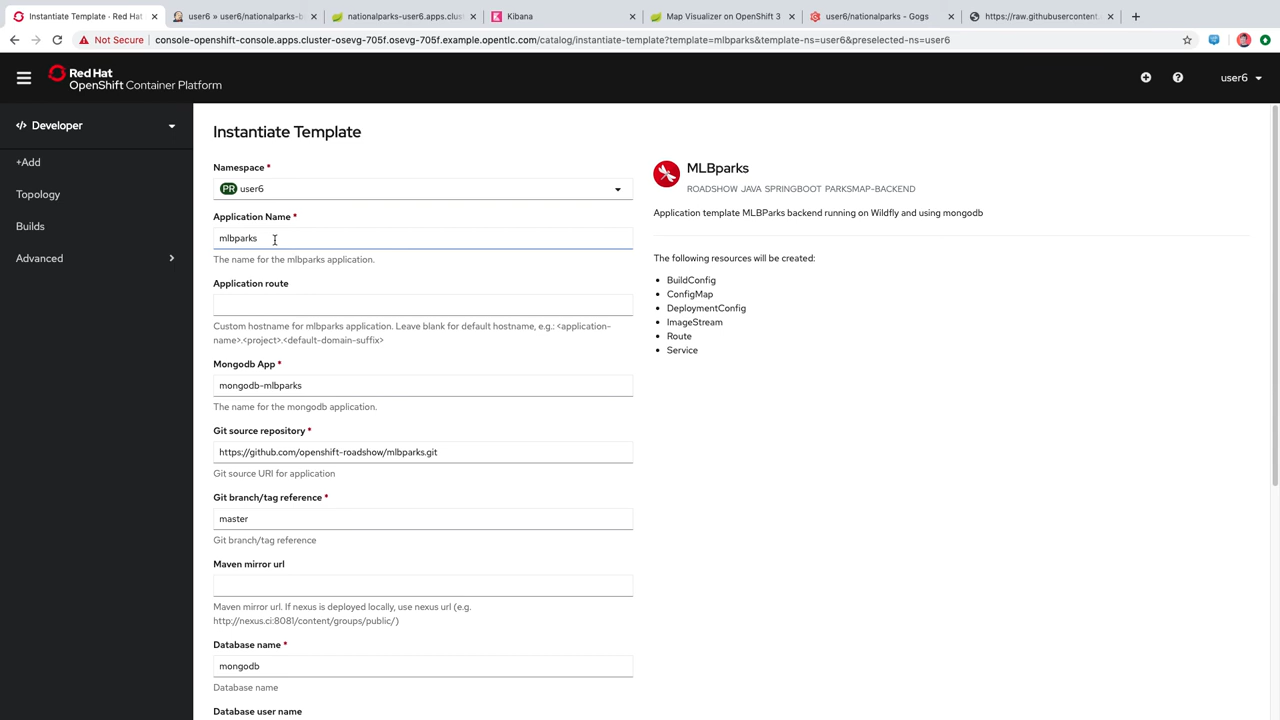 Instantiate Template - Red Hat
user6 » user6/nationalparks-b
nationalparks-user6.apps.clus
Kibana
Map Visualizer on OpenShift 3
user6/nationalparks - Gogs
https://raw.githubusercontent.
Not Secure
console-openshift-console.apps.cluster-osevg-705f.osevg-705f.example.opentlc.com/catalog/instantiate-template?template=mlbparks&template-ns=user6&preselected-ns=user6
Red Hat
OpenShift Container Platform
user6
</> Developer
+Add
Topology
Builds
Advanced
Instantiate Template
Namespace *
PR user6
Application Name *
mlbparks
The name for the mlbparks application.
Application route
Custom hostname for mlbparks application. Leave blank for default hostname, e.g.: <application-
name>.<project>.<default-domain-suffix>
Mongodb App *
mongodb-mlbparks
The name for the mongodb application.
Git source repository *
https://github.com/openshift-roadshow/mlbparks.git
Git source URI for application
Git branch/tag reference *
master
Git branch/tag reference
Maven mirror url
Maven mirror url. If nexus is deployed locally, use nexus url (e.g.
http://nexus.ci:8081/content/groups/public/)
Database name *
mongodb
Database name
Database user name
MLBparks
ROADSHOW JAVA SPRINGBOOT PARKSMAP-BACKEND
Application template MLBParks backend running on Wildfly and using mongodb
The following resources will be created:
• BuildConfig
• ConfigMap
• DeploymentConfig
• ImageStream
• Route
• Service